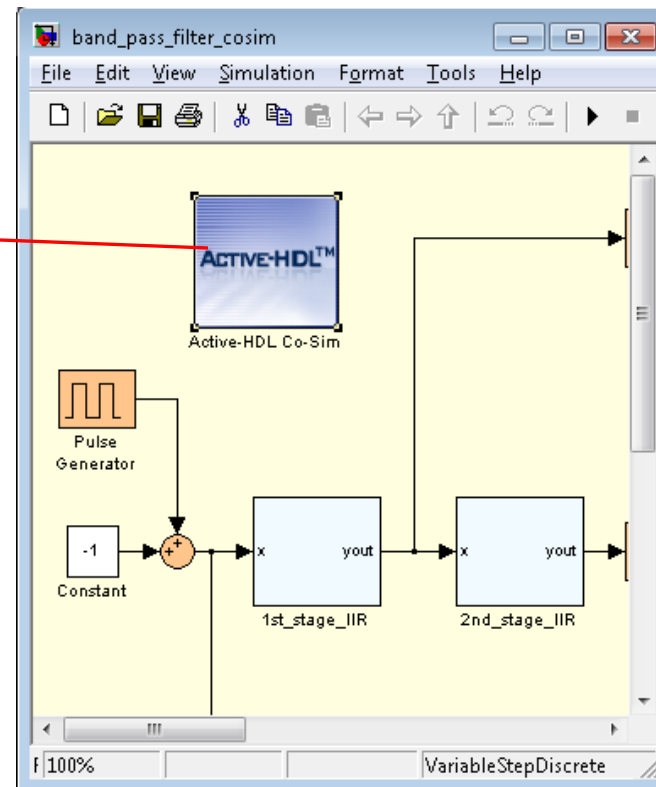 band_pass_filter_cosim
File Edit View Simulation Format Tools Help
ACTIVE-HDL™
Active-HDL Co-Sim
Pulse
Generator
-1
Constant
++
x yout
1st_stage_IIR
x yout
2nd_stage_IIR
100%
VariableStepDiscrete